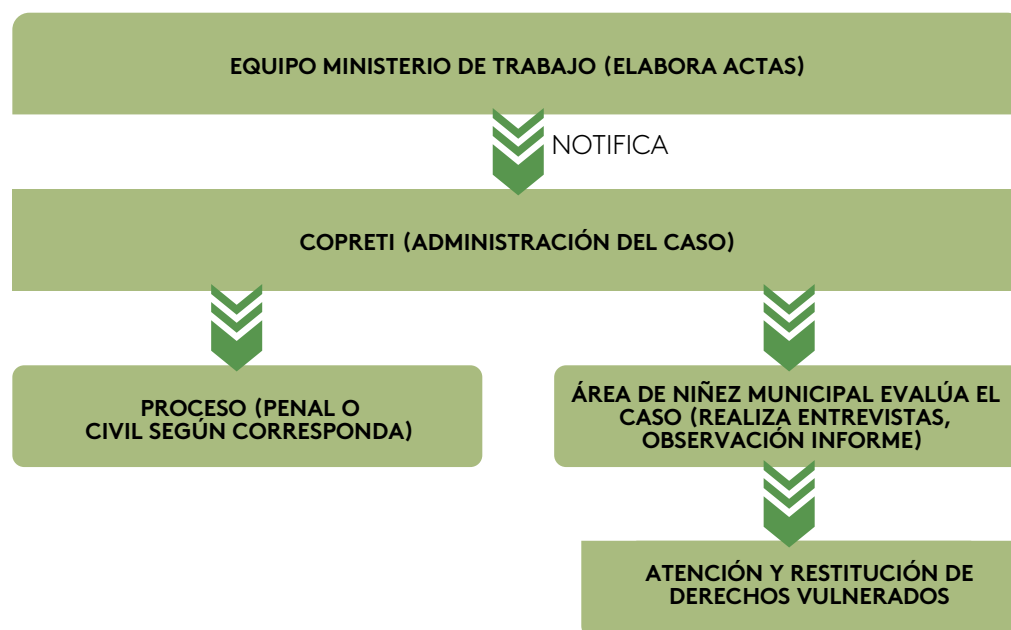 EQUIPO MINISTERIO DE TRABAJO (ELABORA ACTAS)
NOTIFICA
COPRETI (ADMINISTRACIÓN DEL CASO)
PROCESO (PENAL O
CIVIL SEGÚN CORRESPONDA)
ÁREA DE NIÑEZ MUNICIPAL EVALÚA EL
CASO (REALIZA ENTREVISTAS,
OBSERVACIÓN INFORME)
ATENCIÓN Y RESTITUCIÓN DE
DERECHOS VULNERADOS